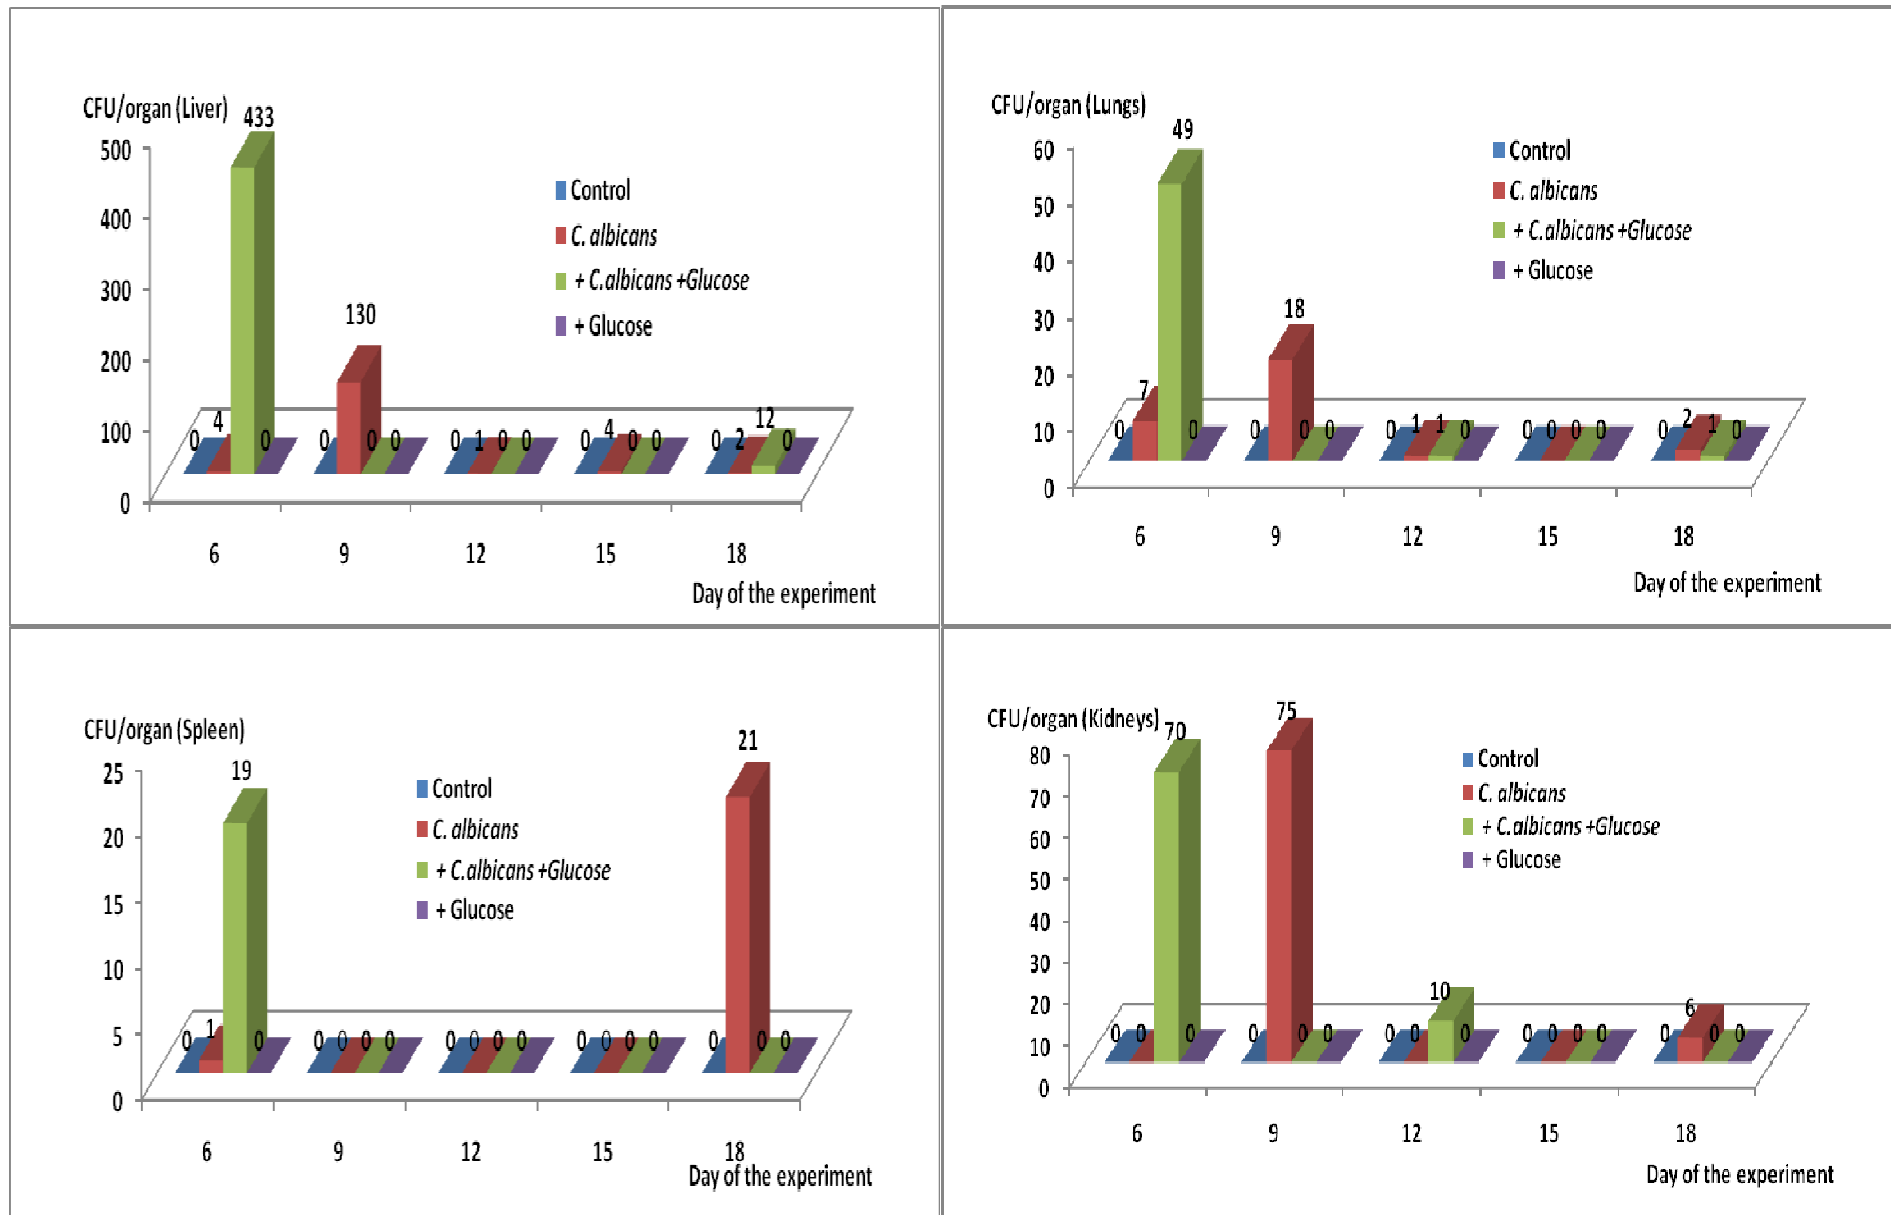 CFU/organ (Liver)
433
500
400
300
200
100
0
Control
C. albicans
+ C.albicans +Glucose
+ Glucose
130
0 4 0
0 0 0
0 1 0 0
0 4 0 0
0 2 12 0
6 9 12 15 18
Day of the experiment
CFU/organ (Lungs)
49
60
50
40
30
20
10
0
Control
C. albicans
+ C.albicans +Glucose
+ Glucose
18
0 7 0
0 0 0
0 1 1 0
0 0 0 0
0 2 1 0
6 9 12 15 18
Day of the experiment
CFU/organ (Spleen)
19
21
25
20
15
10
5
0
Control
C. albicans
+ C.albicans +Glucose
+ Glucose
0 1 0
0 0 0 0
0 0 0 0
0 0 0 0
0 0 0
6 9 12 15 18
Day of the experiment
CFU/organ (Kidneys)
70
75
80
70
60
50
40
30
20
10
0
Control
C. albicans
+ C.albicans +Glucose
+ Glucose
0 0 0
0 0 0
0 0 10 0
0 0 0 0
0 6 0 0
6 9 12 15 18
Day of the experiment